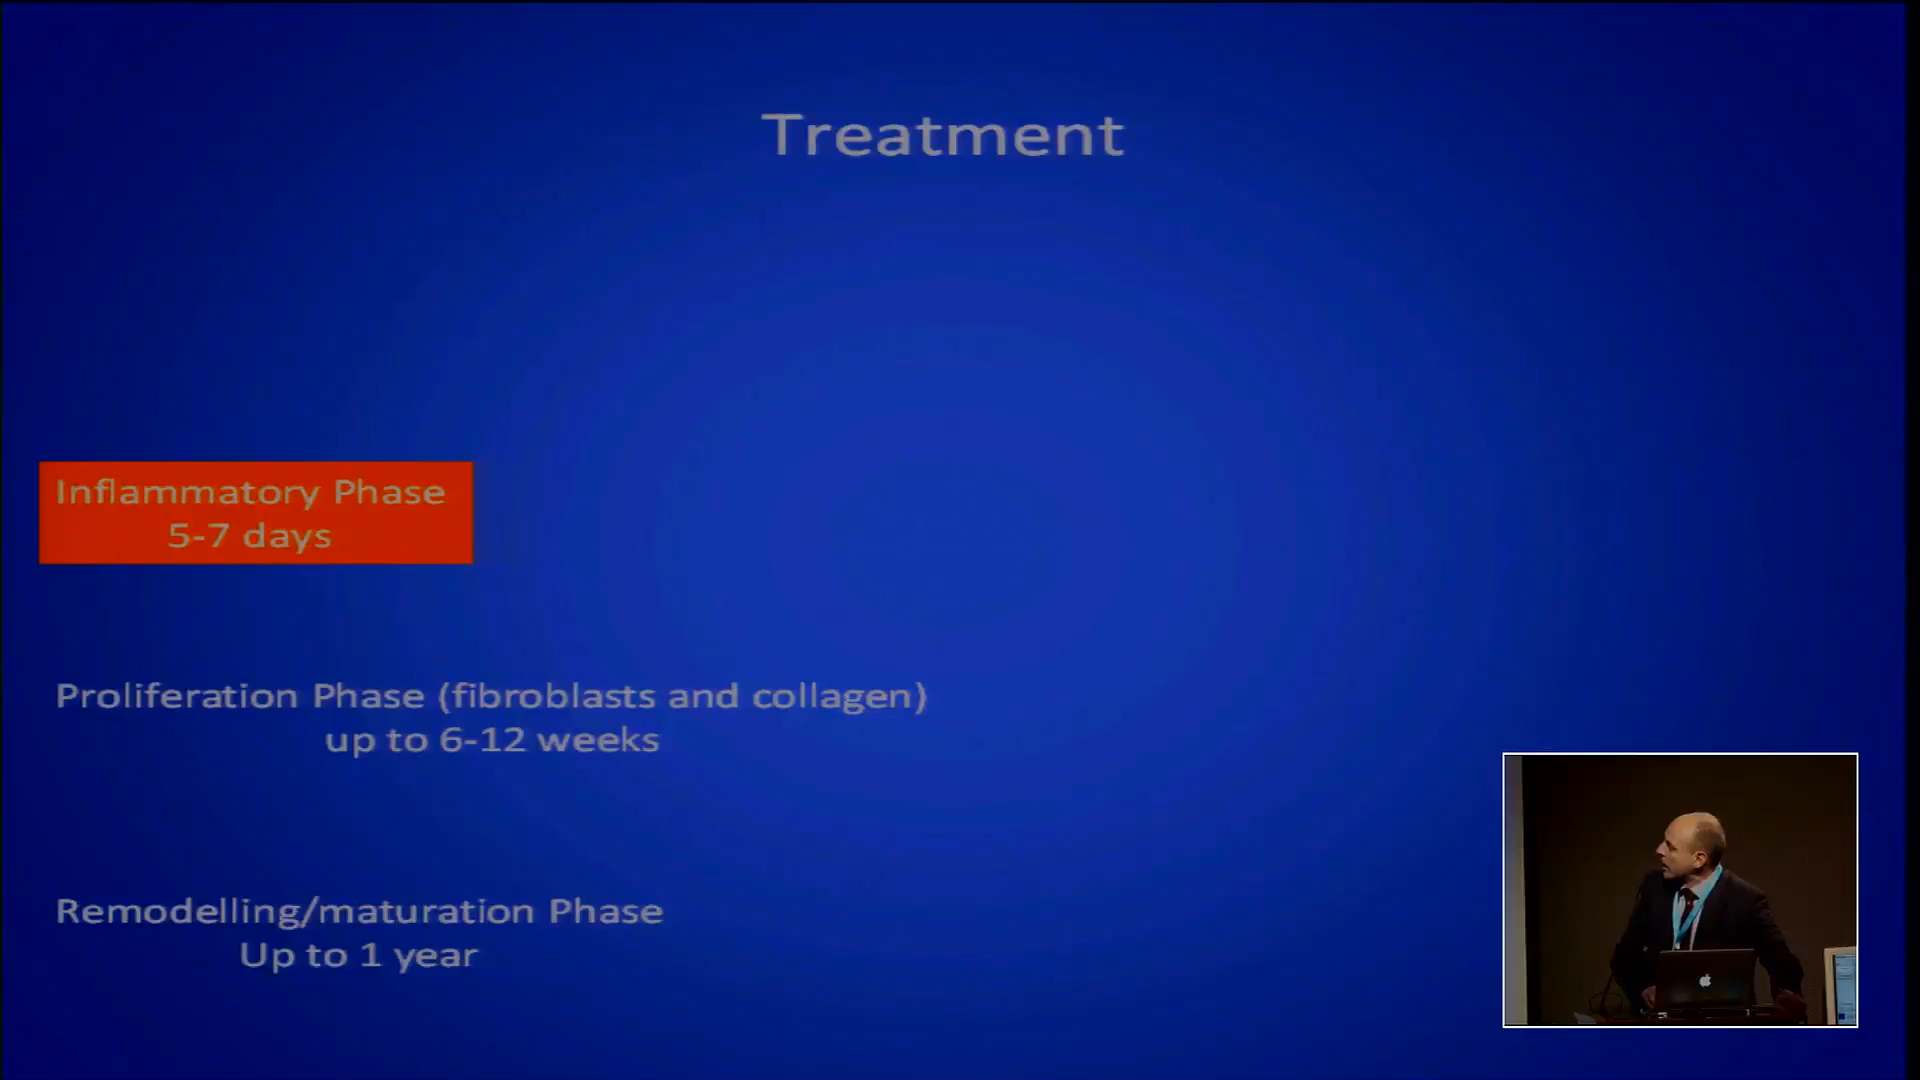 Treatment
Inflammatory Phase
5-7 days
Proliferation Phase (fibroblasts and collagen)
up to 6-12 weeks
Remodelling/maturation Phase
Up to 1 year